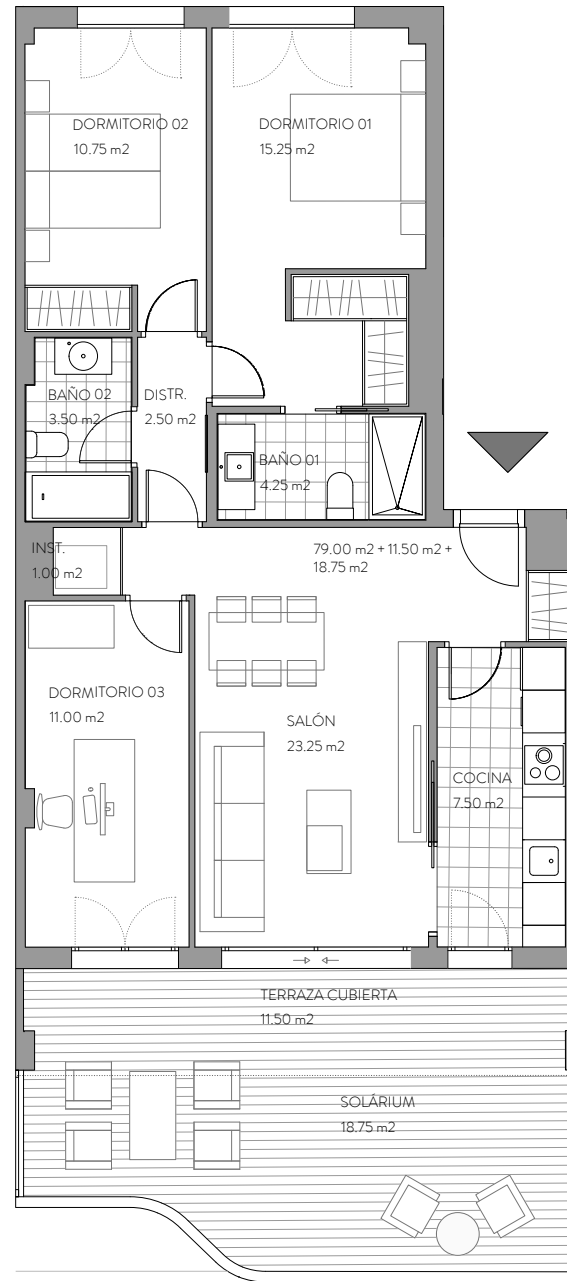 DORMITORIO 02
10.75 m2
DORMITORIO 01
15.25 m2
BAÑO 02
3.50 m2
DISTR.
2.50 m2
BAÑO 01
4.25 m2
INST.
1.00 m2
79.00 m2 + 11.50 m2 +
18.75 m2
DORMITORIO 03
11.00 m2
SALÓN
23.25 m2
COCINA
7.50 m2
TERRAZA CUBIERTA
11.50 m2
SOLÁRIUM
18.75 m2